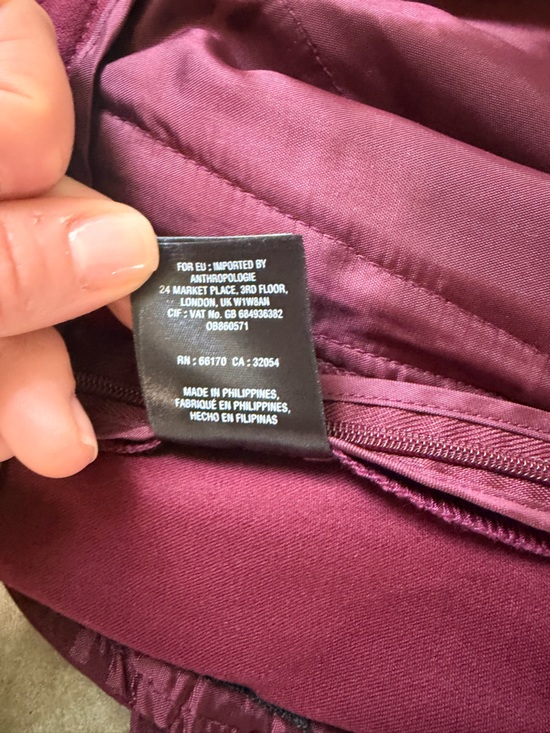 FOR EU : IMPORTED BY
ANTHROPOLOGIE
24 MARKET PLACE, 3RD FLOOR,
LONDON, UK W1W8AN
CIF : VAT No. GB 684936382
OB860571
RN : 66170 CA : 32054
MADE IN PHILIPPINES,
FABRIQUÉ EN PHILIPPINES,
HECHO EN FILIPINAS